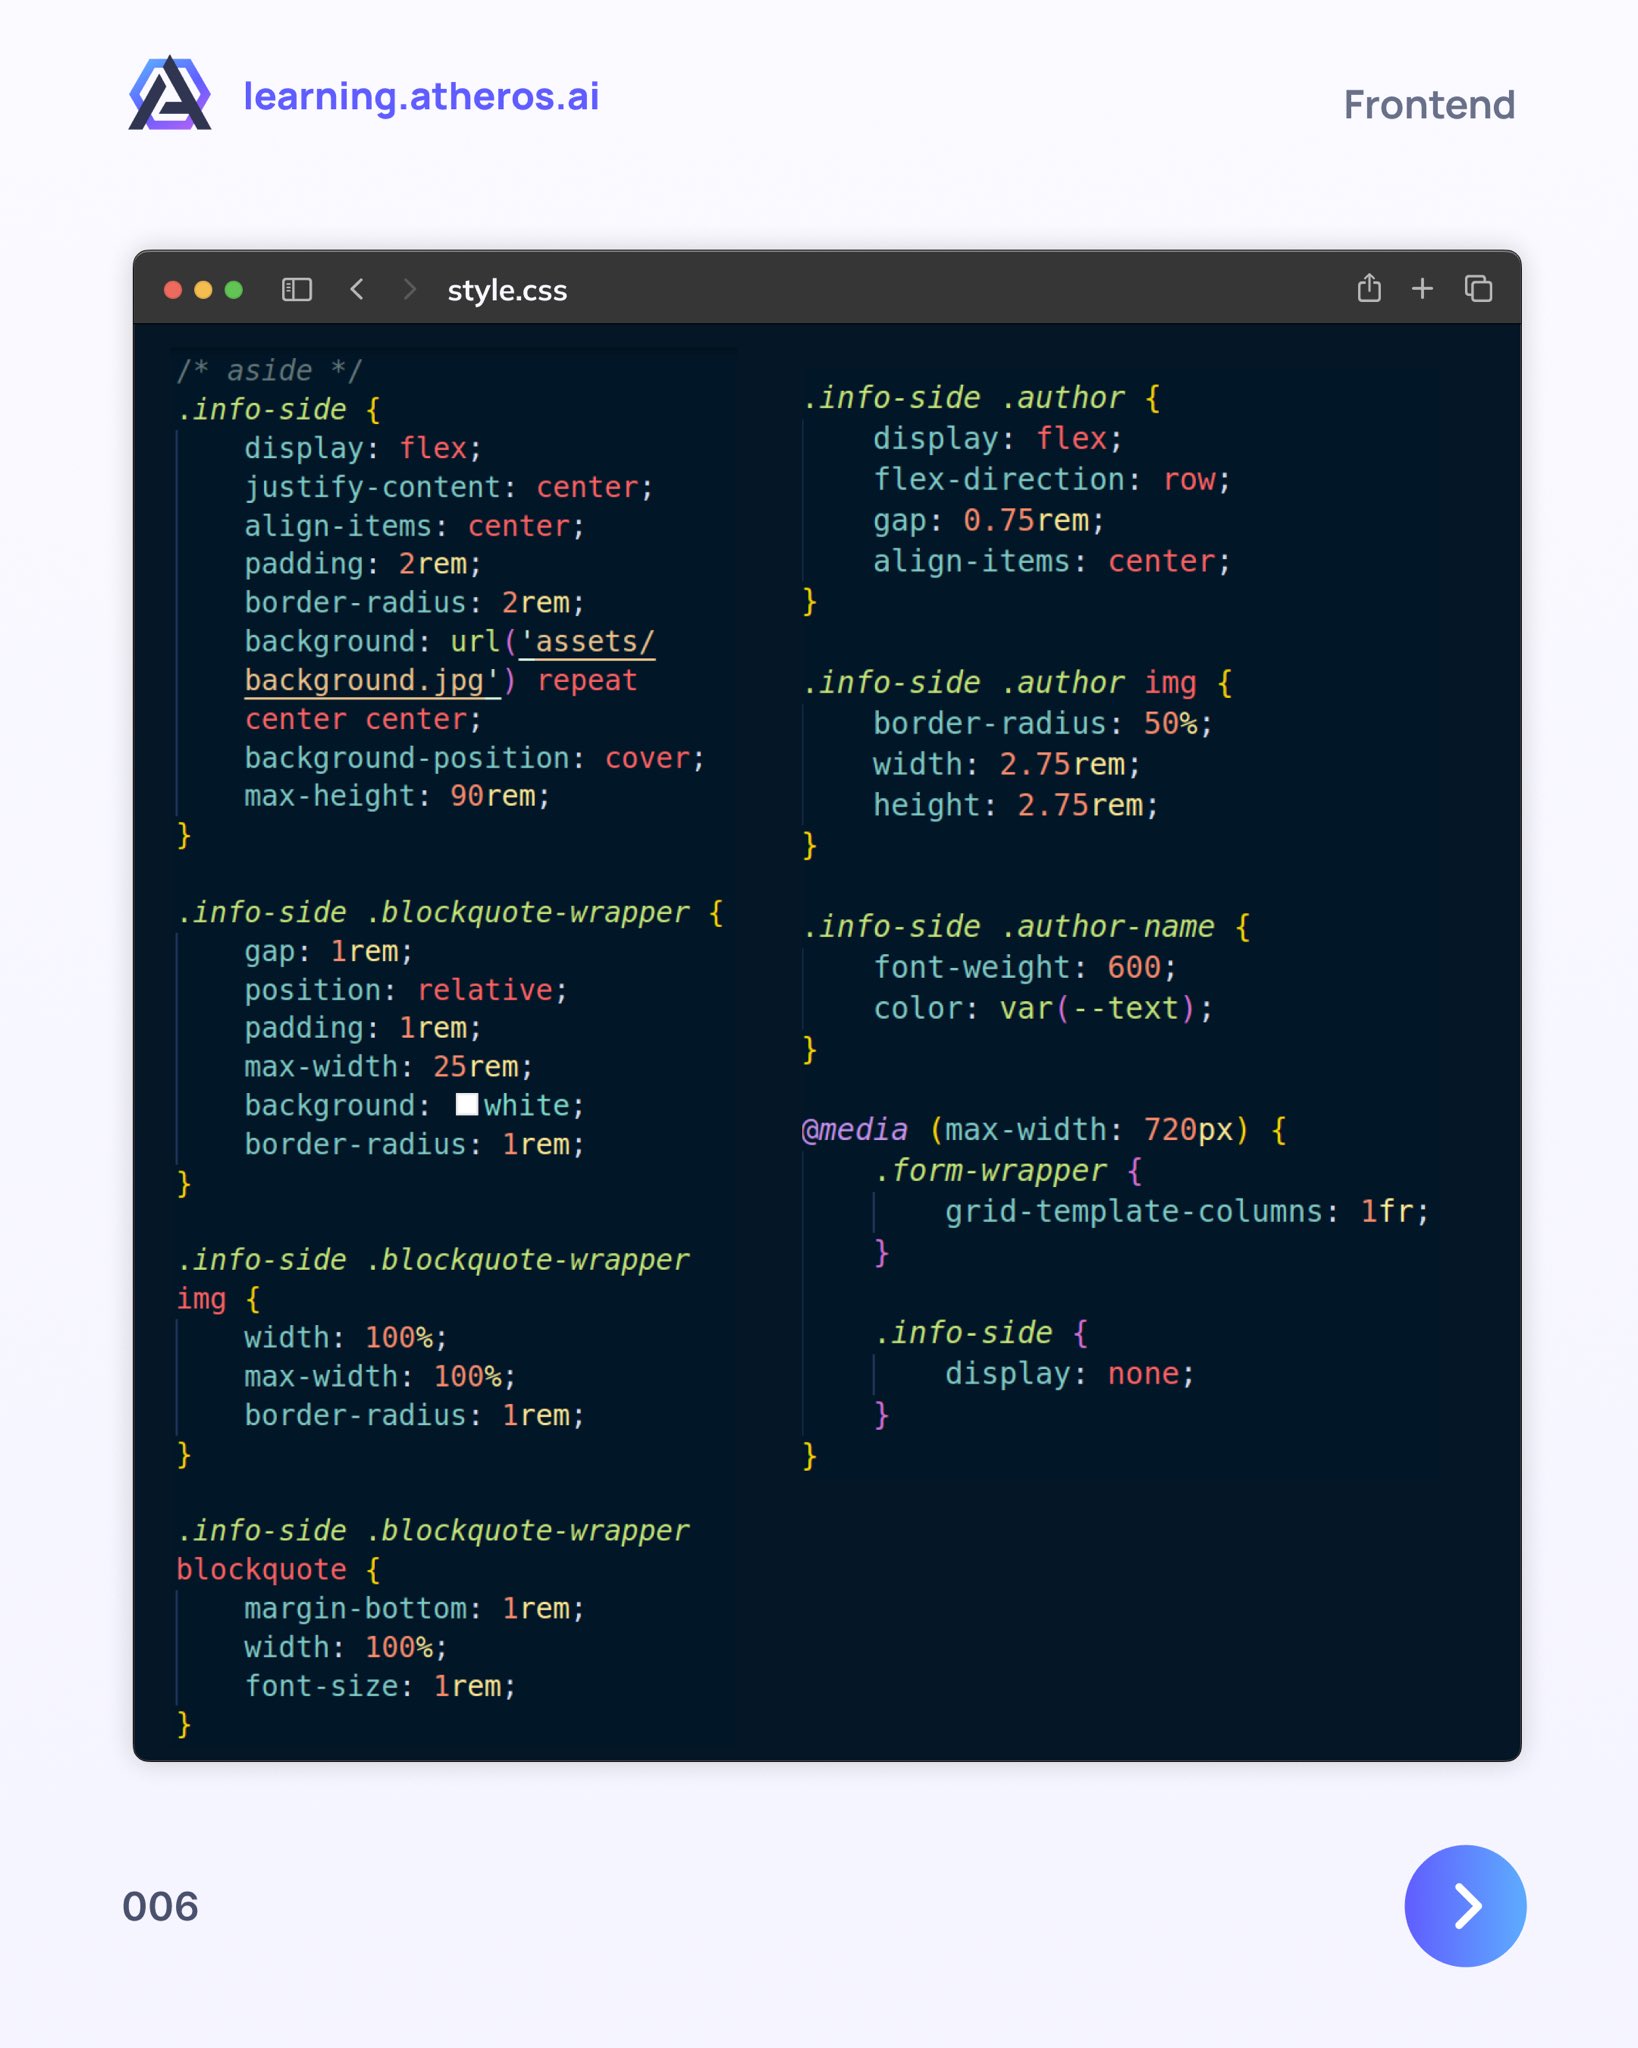 learning.atheros.ai
Frontend
style.css
/* aside */
.info-side {
    display: flex;
    justify-content: center;
    align-items: center;
    padding: 2rem;
    border-radius: 2rem;
    background: url('assets/
    background.jpg') repeat
    center center;
    background-position: cover;
    max-height: 90rem;
}

.info-side .blockquote-wrapper {
    gap: 1rem;
    position: relative;
    padding: 1rem;
    max-width: 25rem;
    background: white;
    border-radius: 1rem;
}

.info-side .blockquote-wrapper
img {
    width: 100%;
    max-width: 100%;
    border-radius: 1rem;
}

.info-side .blockquote-wrapper
blockquote {
    margin-bottom: 1rem;
    width: 100%;
    font-size: 1rem;
}

.info-side .author {
    display: flex;
    flex-direction: row;
    gap: 0.75rem;
    align-items: center;
}

.info-side .author img {
    border-radius: 50%;
    width: 2.75rem;
    height: 2.75rem;
}

.info-side .author-name {
    font-weight: 600;
    color: var(--text);
}

@media (max-width: 720px) {
    .form-wrapper {
        grid-template-columns: 1fr;
    }

    .info-side {
        display: none;
    }
}
006